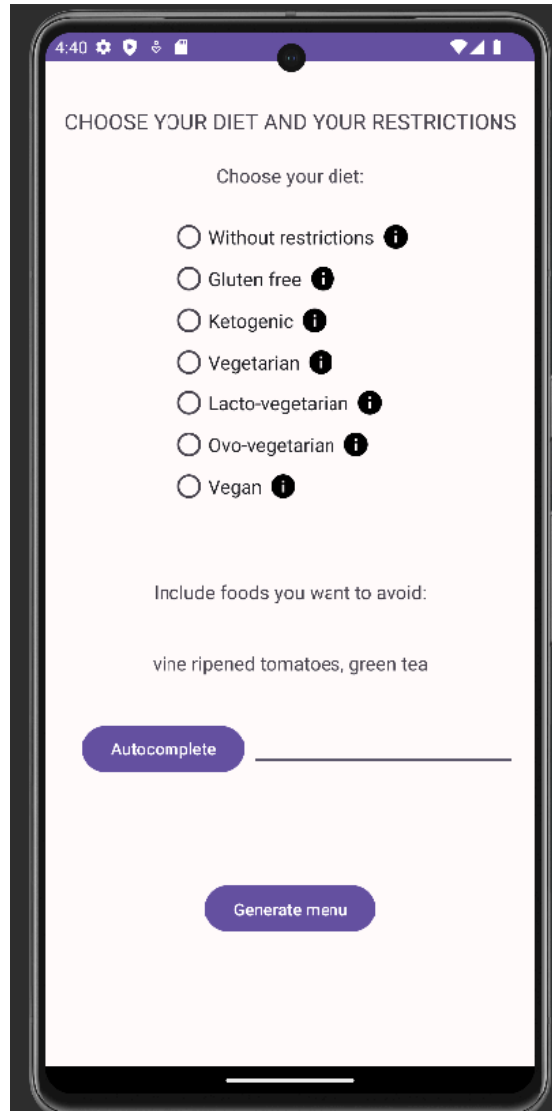 4:40
CHOOSE YOUR DIET AND YOUR RESTRICTIONS
Choose your diet:
Without restrictions
Gluten free
Ketogenic
Vegetarian
Lacto-vegetarian
Ovo-vegetarian
Vegan
Include foods you want to avoid:
vine ripened tomatoes, green tea
Autocomplete
Generate menu